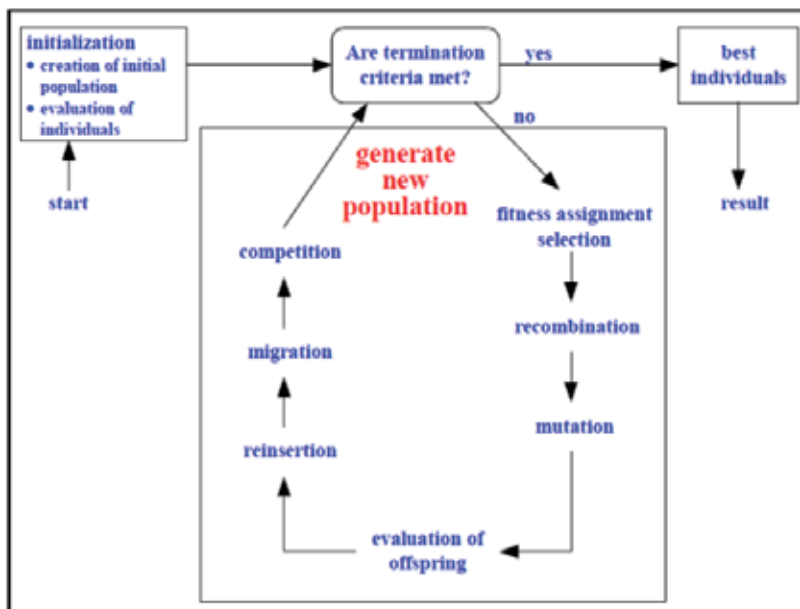 initialization
• creation of initial
population
• evaluation of
individuals
start
Are termination
criteria met?
yes
best
individuals
result
no
generate
new
population
fitness assignment
selection
recombination
mutation
evaluation of
offspring
reinsertion
migration
competition